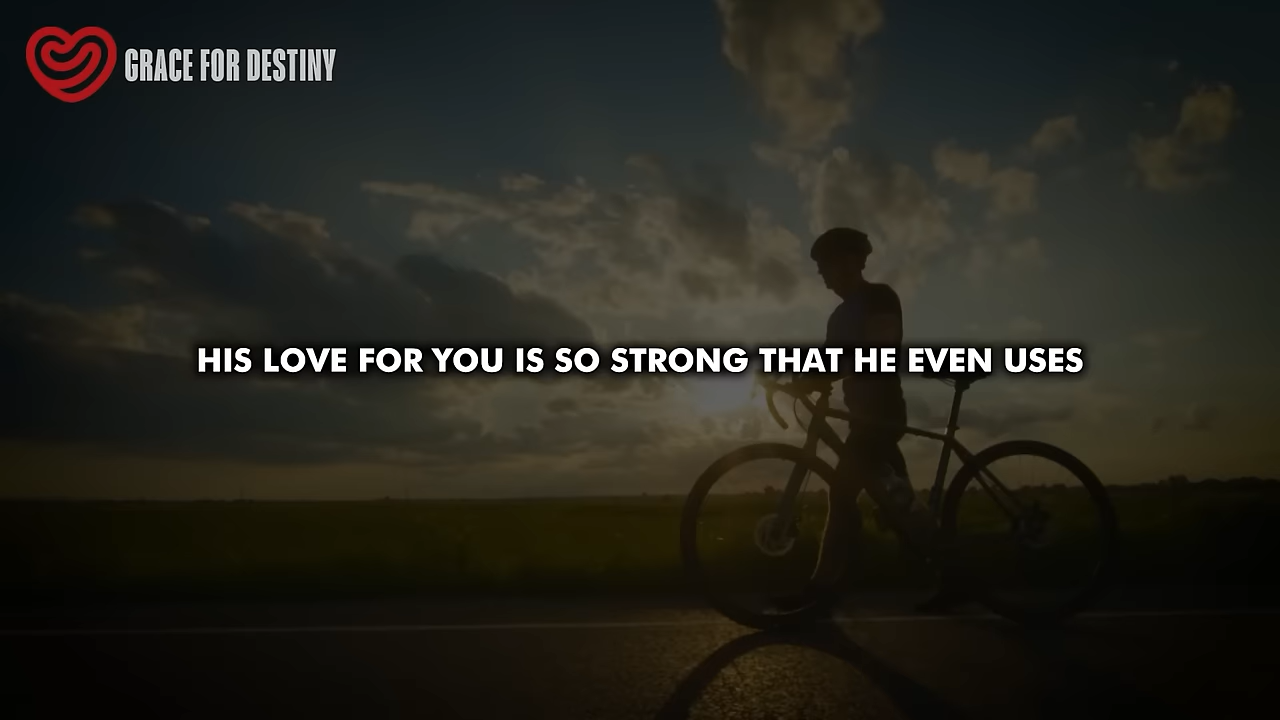 GRACE FOR DESTINY
HIS LOVE FOR YOU IS SO STRONG THAT HE EVEN USES